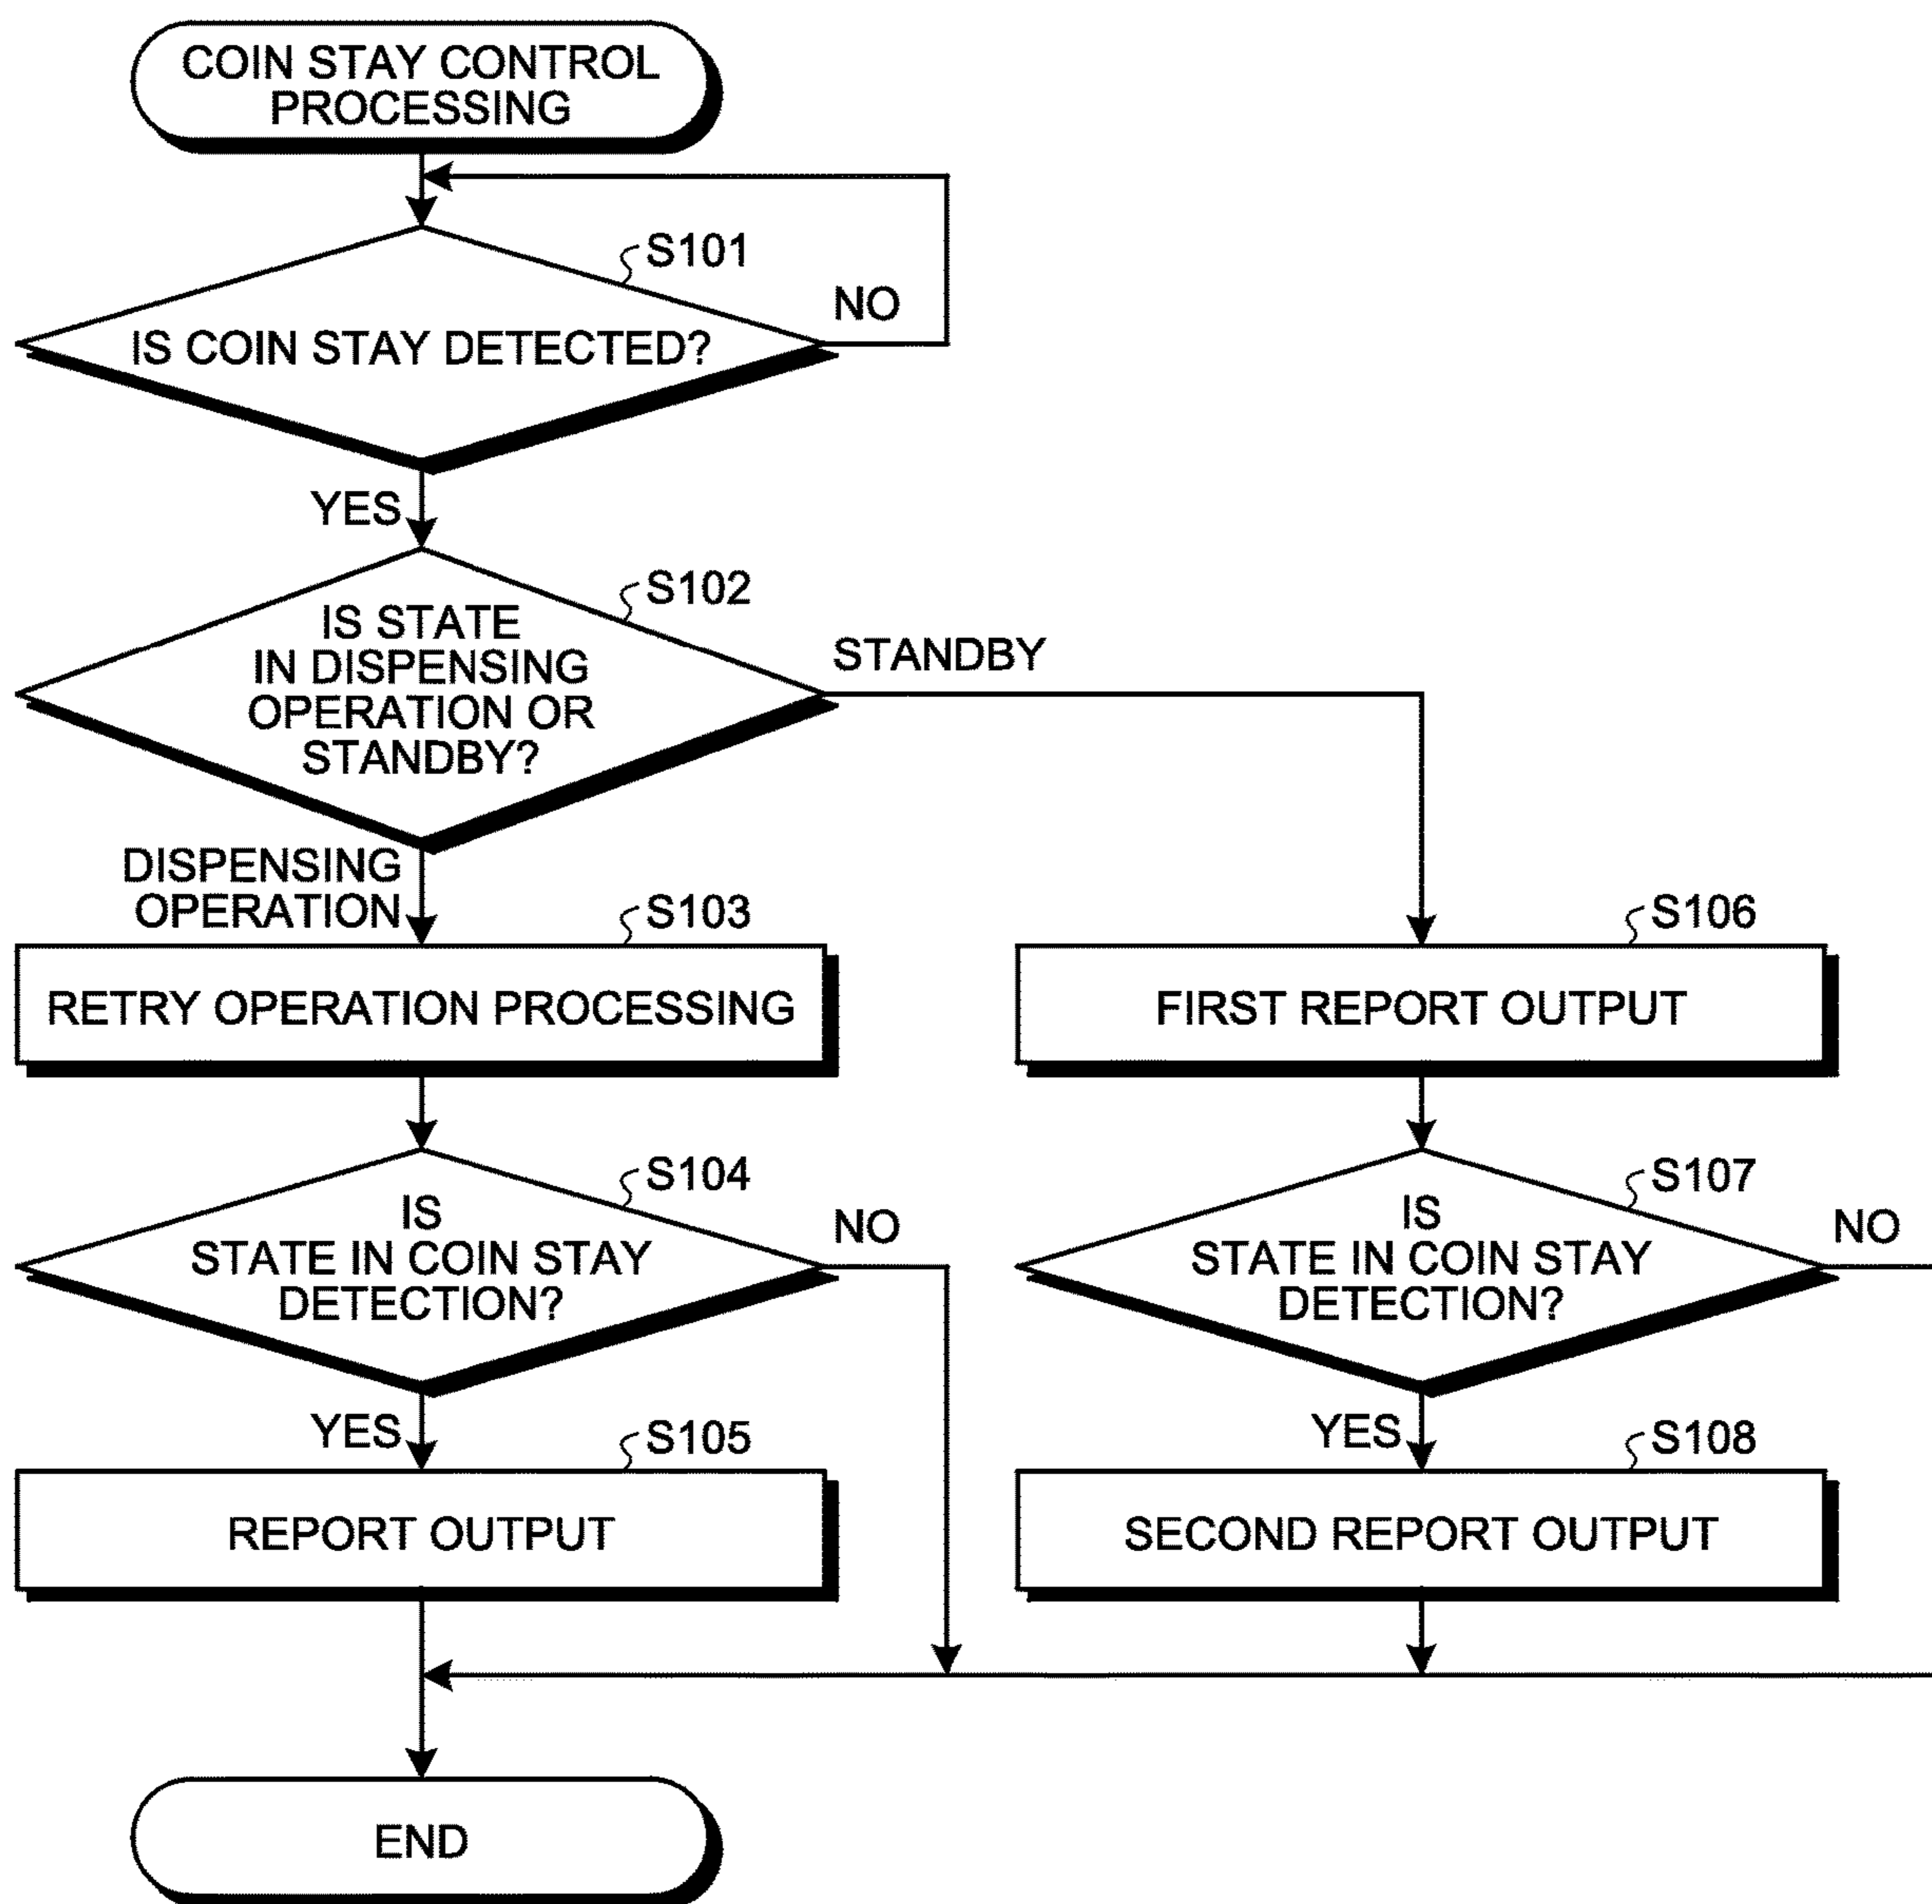 COIN STAY CONTROL
PROCESSING
S101
NO
IS COIN STAY DETECTED?
YES
S102
IS STATE
IN DISPENSING
OPERATION OR
STANDBY?
STANDBY
DISPENSING
OPERATION
S103
RETRY OPERATION PROCESSING
S106
FIRST REPORT OUTPUT
S104
IS
STATE IN COIN STAY
DETECTION?
NO
S107
IS
STATE IN COIN STAY
DETECTION?
NO
YES
S105
REPORT OUTPUT
YES
S108
SECOND REPORT OUTPUT
END